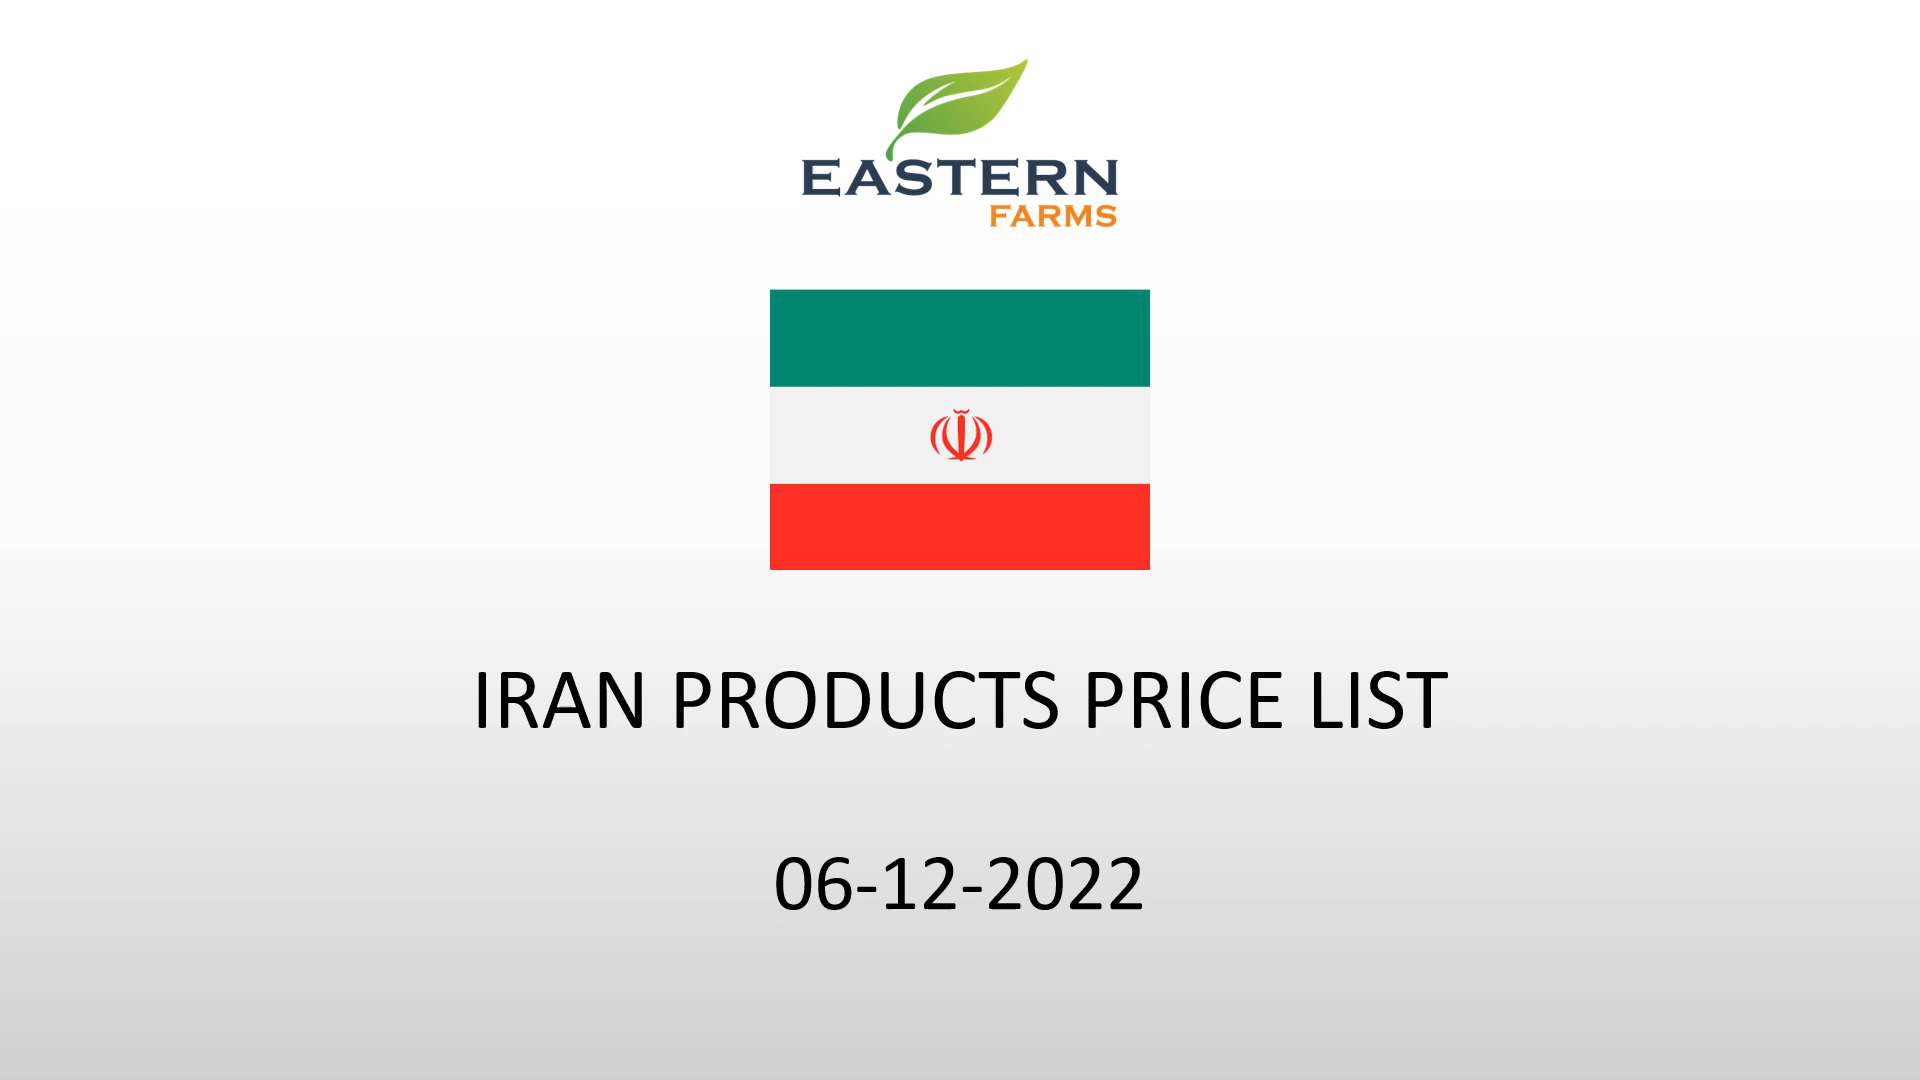 EASTERN
FARMS
IRAN PRODUCTS PRICE LIST
06-12-2022